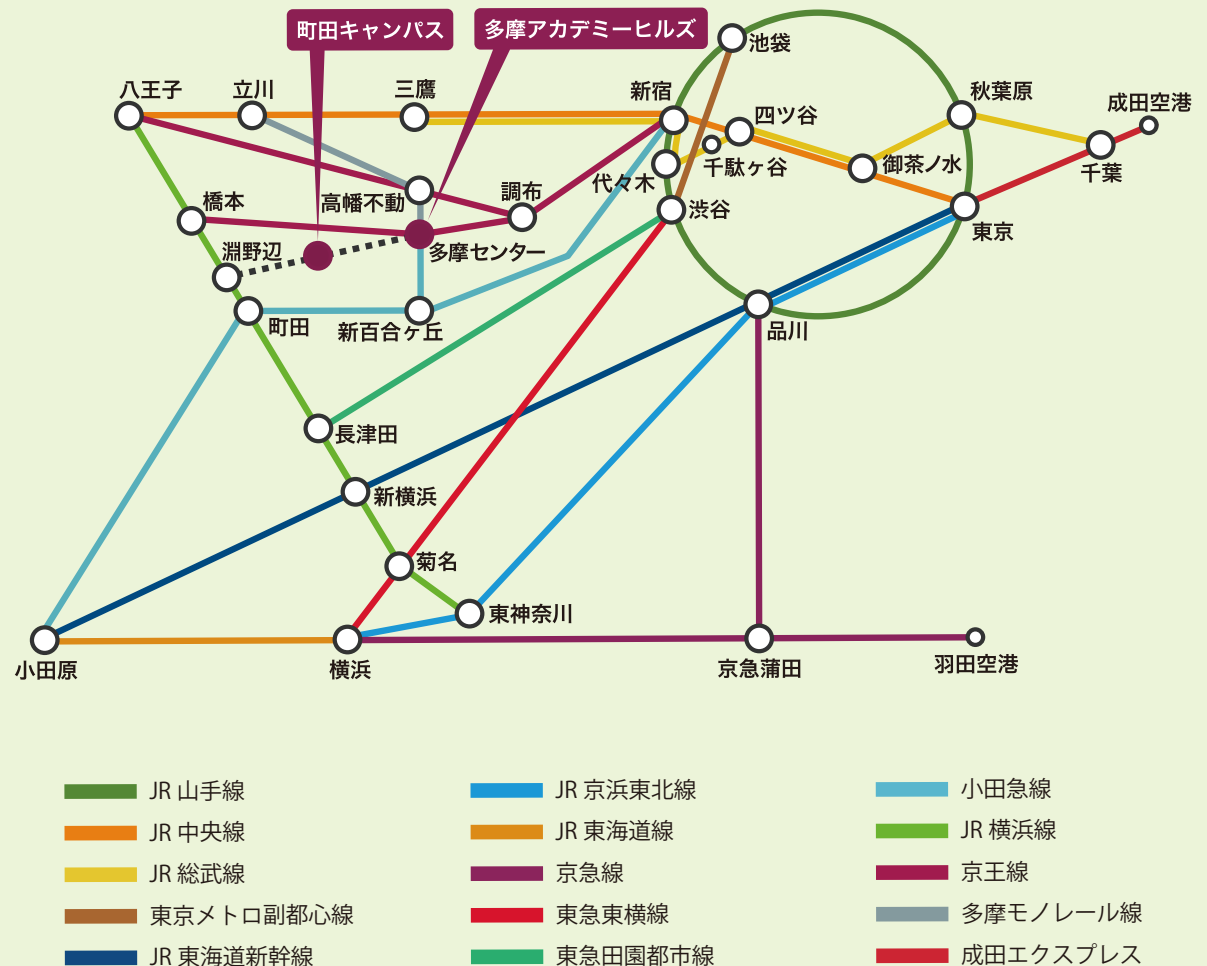 町田キャンパス
多摩アカデミーヒルズ
池袋
八王子
立川
三鷹
新宿
四ツ谷
秋葉原
成田空港
千駄ヶ谷
御茶ノ水
千葉
代々木
橋本
高幡不動
調布
渋谷
東京
淵野辺
多摩センター
町田
新百合ヶ丘
品川
長津田
新横浜
菊名
東神奈川
小田原
横浜
京急蒲田
羽田空港
JR 山手線
JR 京浜東北線
小田急線
JR 中央線
JR 東海道線
JR 横浜線
JR 総武線
京急線
京王線
東京メトロ副都心線
東急東横線
多摩モノレール線
JR 東海道新幹線
東急田園都市線
成田エクスプレス